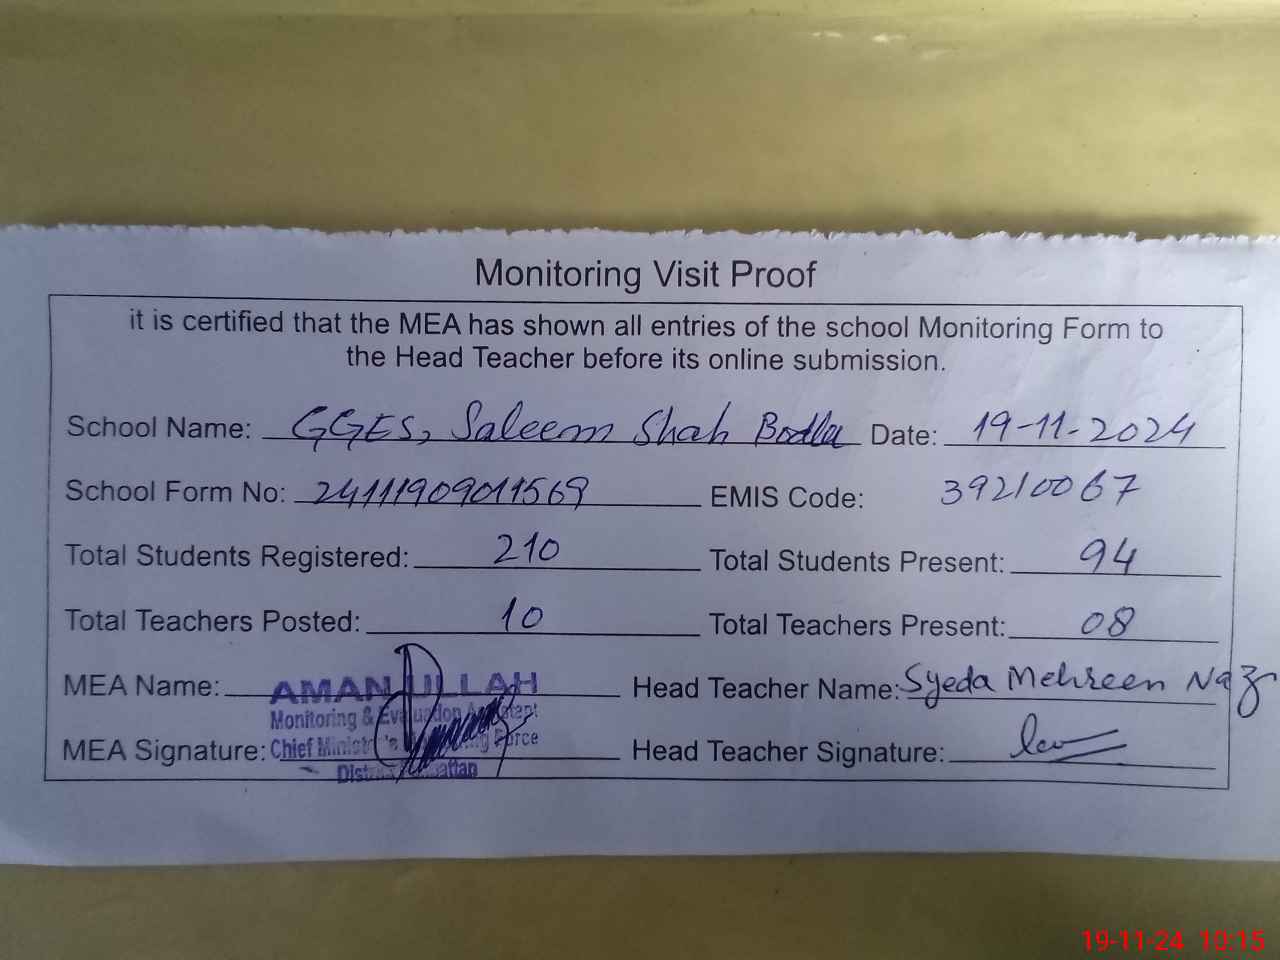 Monitoring Visit Proof
it is certified that the MEA has shown all entries of the school Monitoring Form to
the Head Teacher before its online submission.
School Name: GGES, Saleem Shah Bodla Date: 19-11-2024
School Form No: 24111909011569 EMIS Code: 39210067
Total Students Registered: 210 Total Students Present: 94
Total Teachers Posted: 10 Total Teachers Present: 08
MEA Name: AMAN ULLAH Head Teacher Name: Syeda Mehreen Naz
Monitoring & Evaluation Assistant
MEA Signature: Chief Minister's Force Head Teacher Signature:
District
19-11-24 10:15